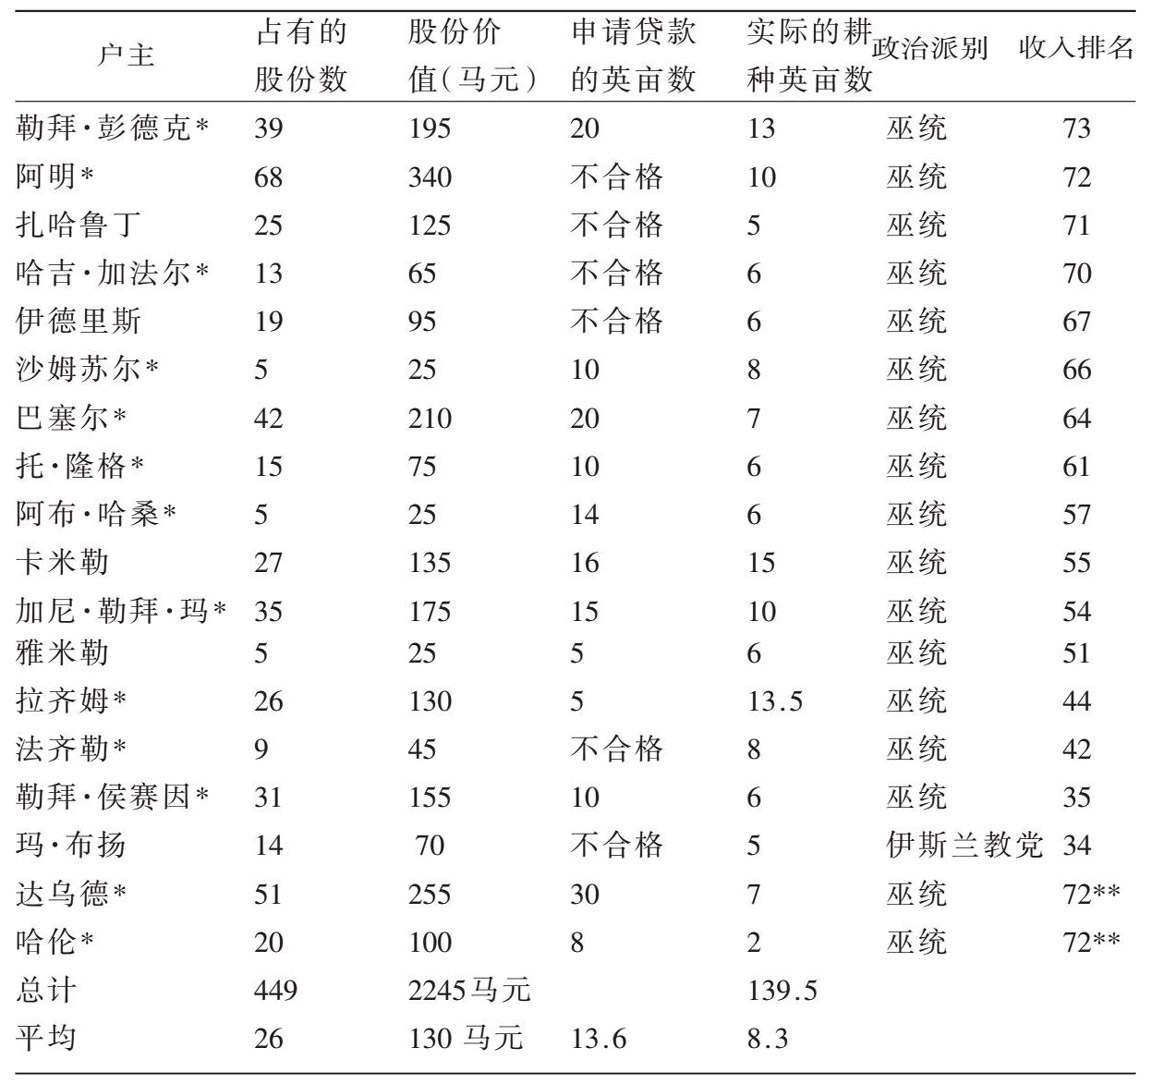 户主 占有的股份数 股份价值(马元) 申请贷款的英亩数 实际的耕种英亩数 政治派别 收入排名
勒拜·彭德克* 39 195 20 13 巫统 73
阿明* 68 340 不合格 10 巫统 72
扎哈鲁丁 25 125 不合格 5 巫统 71
哈吉·加法尔* 13 65 不合格 6 巫统 70
伊德里斯 19 95 不合格 6 巫统 67
沙姆苏尔* 5 25 10 8 巫统 66
巴塞尔* 42 210 20 7 巫统 64
托·隆格* 15 75 10 6 巫统 61
阿布·哈桑* 5 25 14 6 巫统 57
卡米勒 27 135 16 15 巫统 55
加尼·勒拜·玛* 35 175 15 10 巫统 54
雅米勒 5 25 5 6 巫统 51
拉齐姆* 26 130 5 13.5 巫统 44
法齐勒* 9 45 不合格 8 巫统 42
勒拜·侯赛因* 31 155 10 6 巫统 35
玛·布扬 14 70 不合格 5 伊斯兰教党 34
达乌德* 51 255 30 7 巫统 72**
哈伦* 20 100 8 2 巫统 72**
总计 449 2245马元 139.5
平均 26 130 马元 13.6 8.3